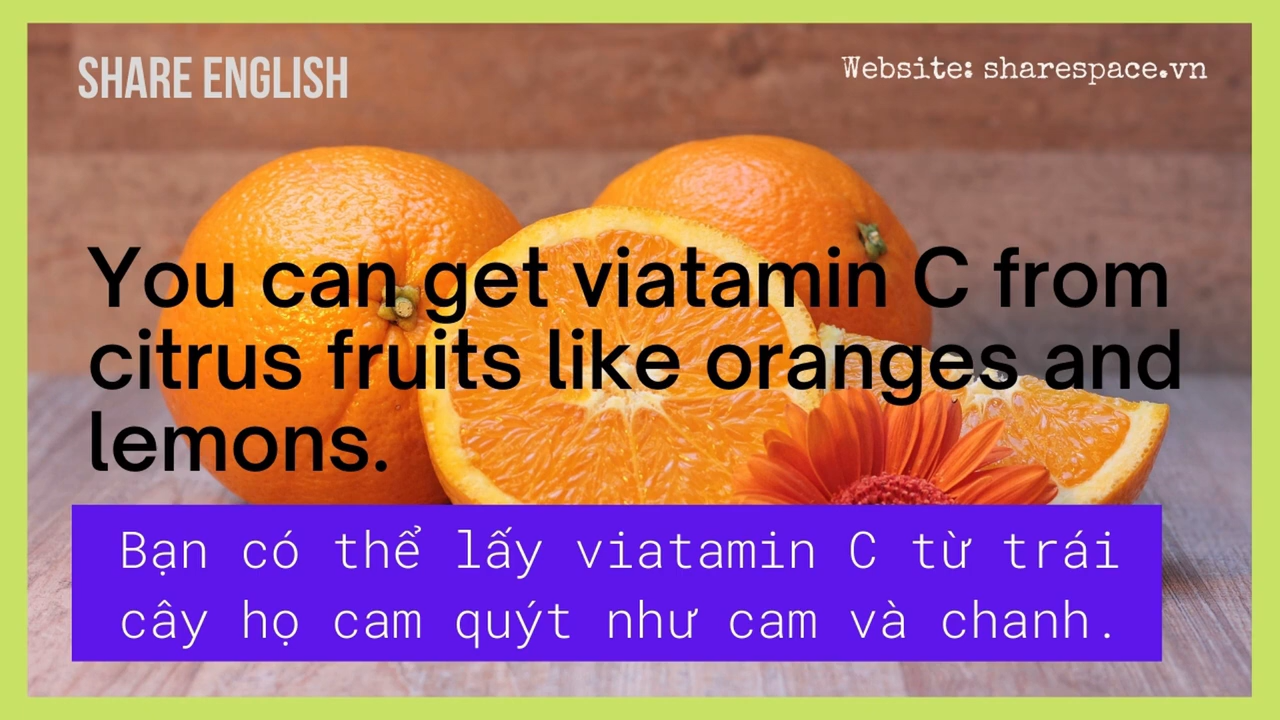 SHARE ENGLISH
Website: sharespace.vn
You can get viatamin C from
citrus fruits like oranges and
lemons.
Bạn có thể lấy viatamin C từ trái
cây họ cam quýt như cam và chanh.